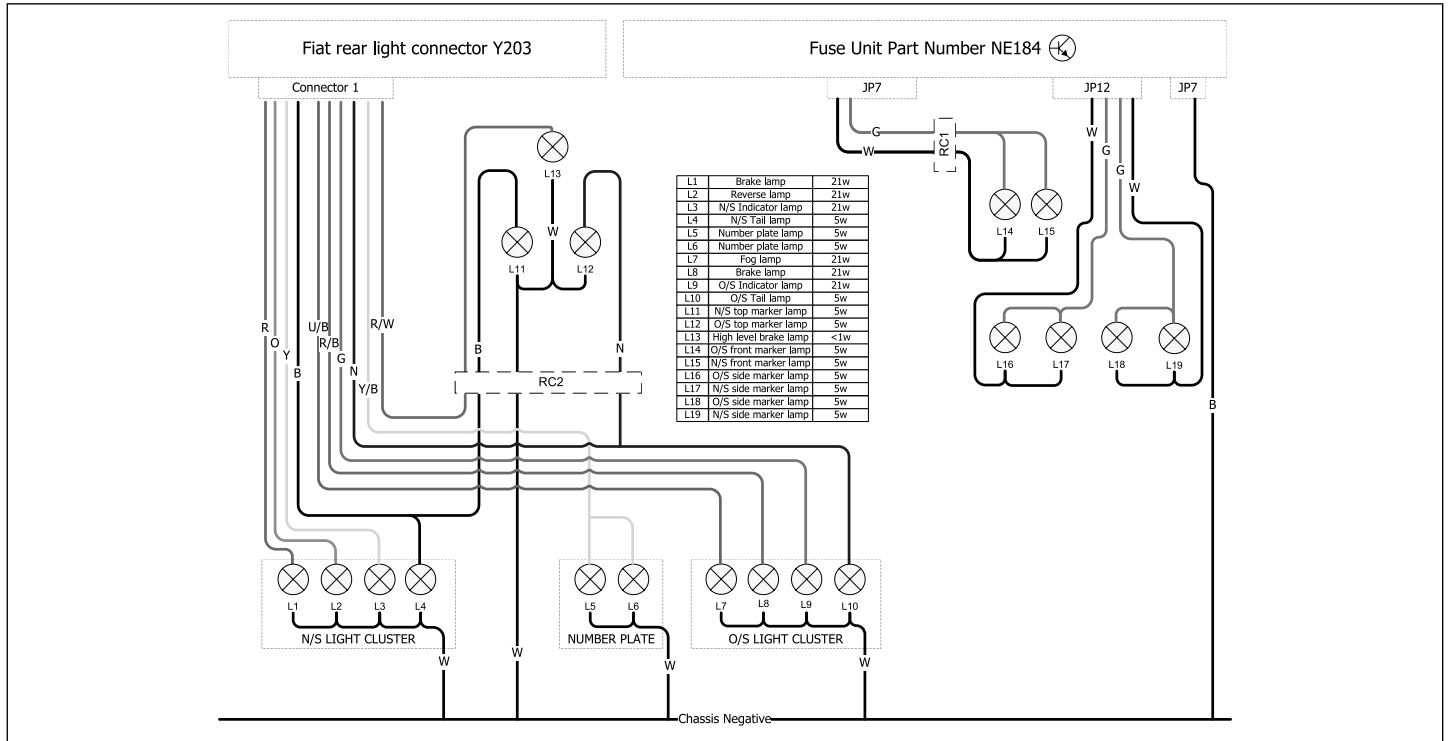 Fiat rear light connector Y203
Fuse Unit Part Number NE184
Connector 1
JP7
JP12
JP7
G
W
RC1
W
G
G
W
L13
W
L11
L12
L14
L15
L1 Brake lamp 21w
L2 Reverse lamp 21w
L3 N/S Indicator lamp 21w
L4 N/S Tail lamp 5w
L5 Number plate lamp 5w
L6 Number plate lamp 5w
L7 Fog lamp 21w
L8 Brake lamp 21w
L9 O/S Indicator lamp 21w
L10 O/S Tail lamp 5w
L11 N/S top marker lamp 5w
L12 O/S top marker lamp 5w
L13 High level brake lamp <1w
L14 O/S front marker lamp 5w
L15 N/S front marker lamp 5w
L16 O/S side marker lamp 5w
L17 N/S side marker lamp 5w
L18 O/S side marker lamp 5w
L19 N/S side marker lamp 5w
R
O
Y
B
U/B
R/B
G
N
Y/B
R/W
B
N
RC2
L16
L17
L18
L19
B
L1
L2
L3
L4
N/S LIGHT CLUSTER
L5
L6
NUMBER PLATE
L7
L8
L9
L10
O/S LIGHT CLUSTER
W
W
W
W
Chassis Negative